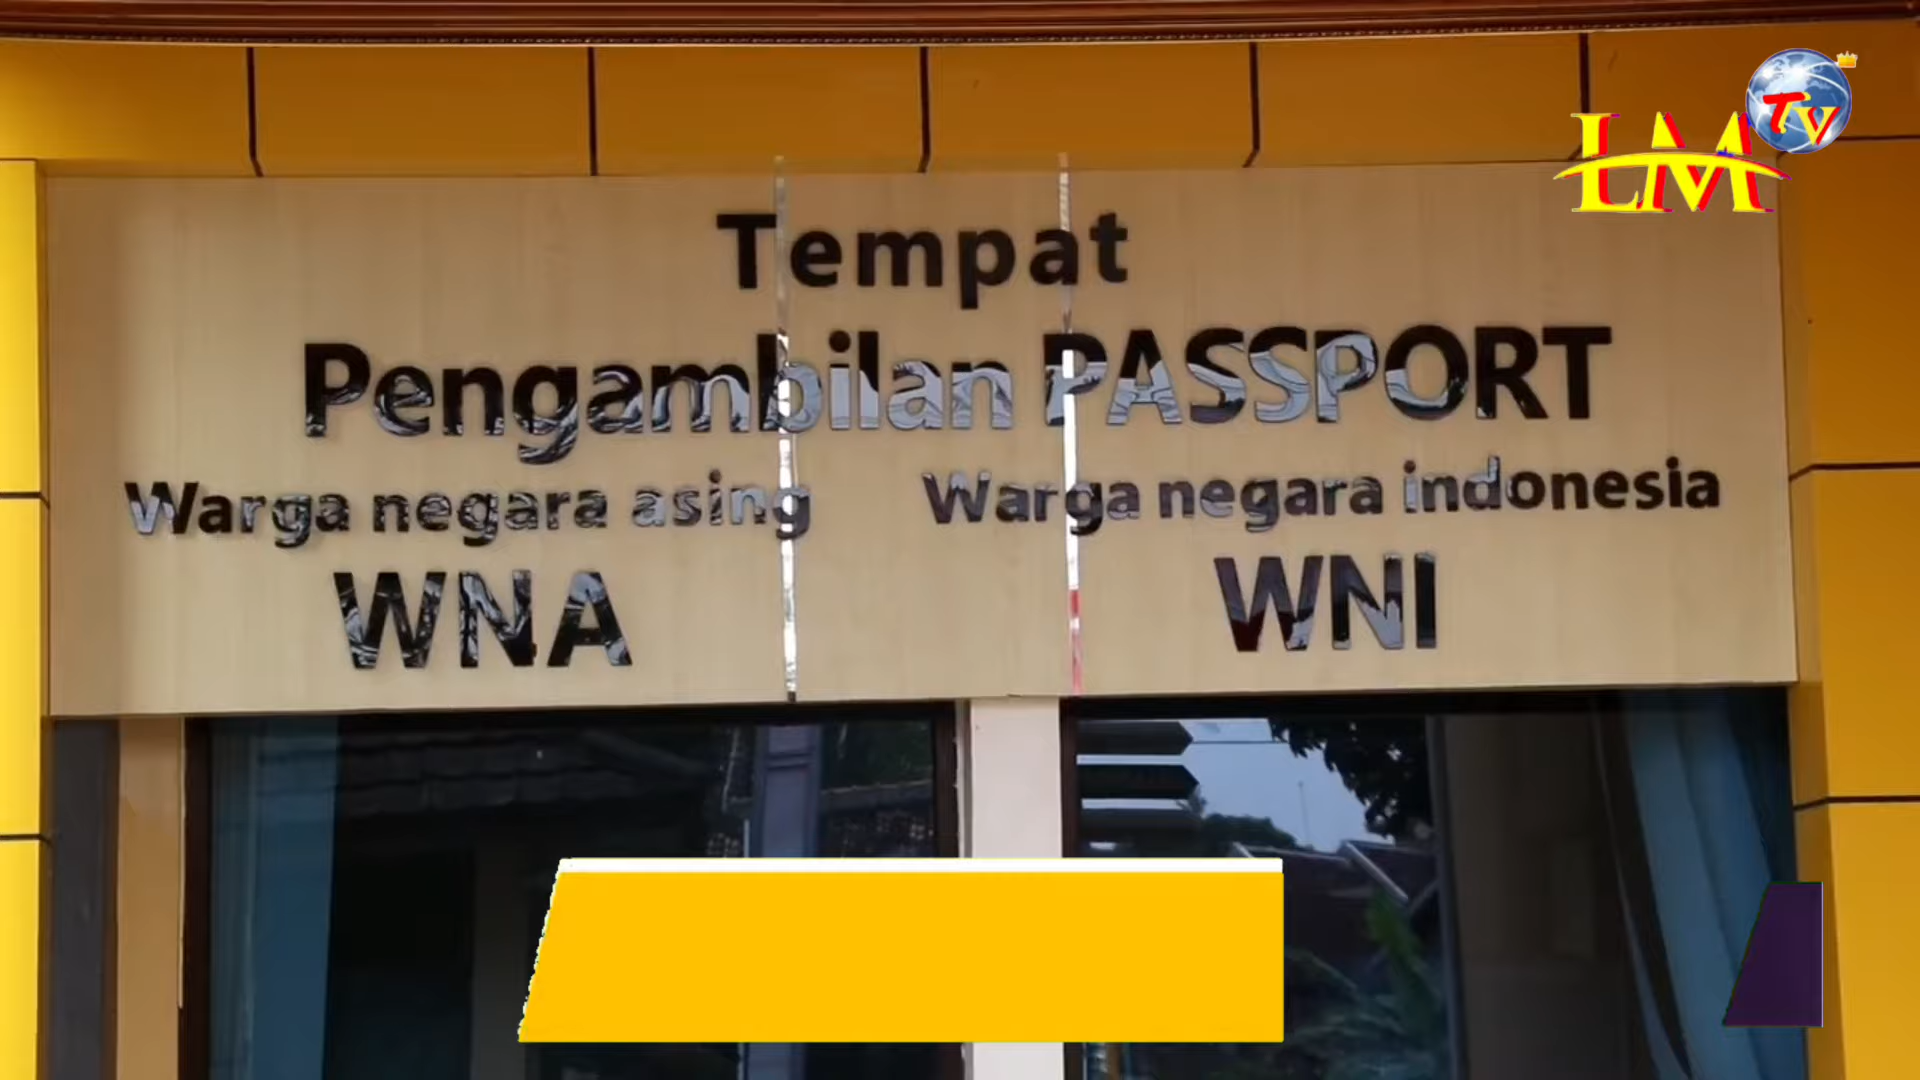 LM TV
Tempat
Pengambilan PASSPORT
Warga negara asing
WNA
Warga negara indonesia
WNI